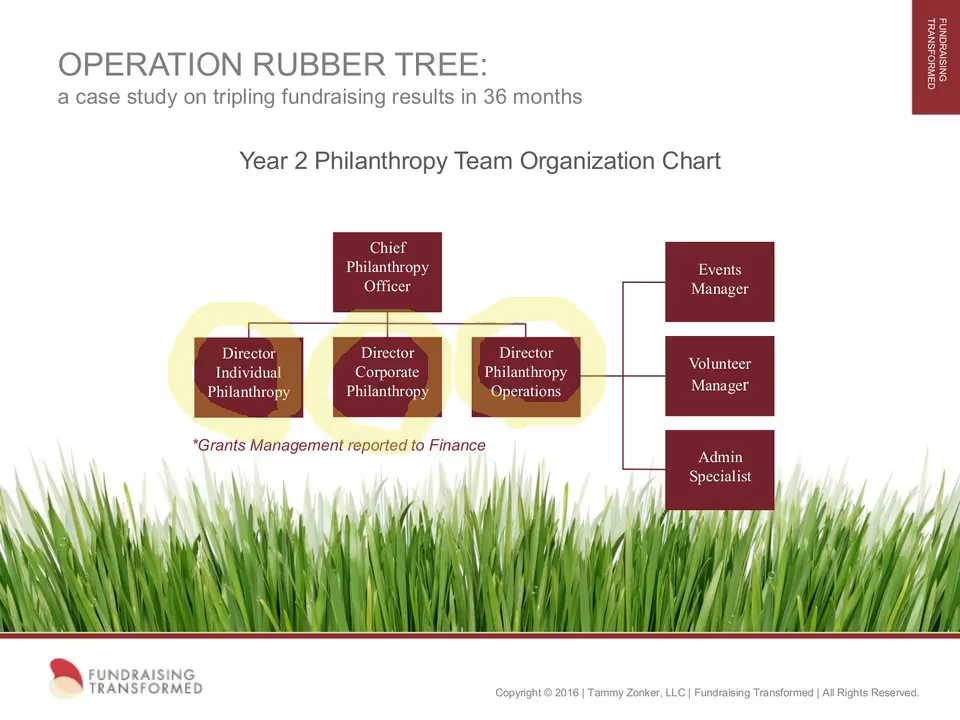 FUNDRAISING
TRANSFORMED
OPERATION RUBBER TREE:
a case study on tripling fundraising results in 36 months
Year 2 Philanthropy Team Organization Chart
Chief
Philanthropy
Officer
Director
Individual
Philanthropy
Director
Corporate
Philanthropy
Director
Philanthropy
Operations
Events
Manager
Volunteer
Manager
Admin
Specialist
*Grants Management reported to Finance
FUNDRAISING
TRANSFORMED
Copyright © 2016 | Tammy Zonker, LLC | Fundraising Transformed | All Rights Reserved.